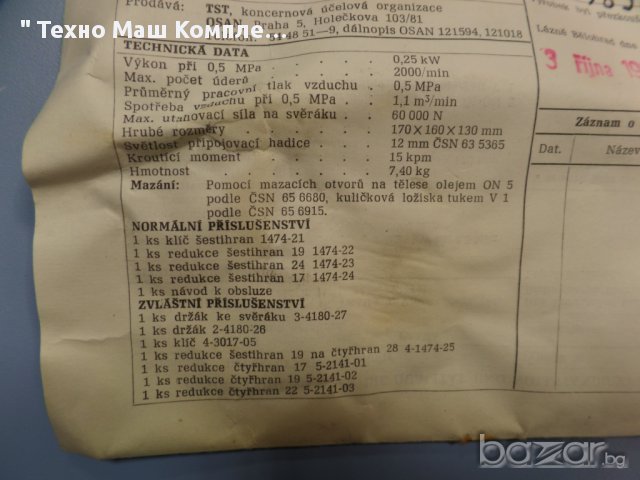 " Техно Маш Компле... "
Prodává: TST, koncernová účelová organizace
OSAN, Praha 5, Holečkova 103/81
48 51—9, dálnopis OSAN 121594, 121018
TECHNICKÁ DATA
Výkon při 0,5 MPa . . . . 0,25 kW
Max. počet úderů . . . . 2000/min
Průměrný pracovní tlak vzduchu . . 0,5 MPa
Spotřeba vzduchu při 0,5 MPa . . . 1,1 m³/min
Max. utahovací síla na svěráku . . . 60 000 N
Hrubé rozměry . . . . 170 × 160 × 130 mm
Světlost připojovací hadice . . . 12 mm ČSN 63 5365
Kroutící moment . . . . 15 kpm
Hmotnost . . . . 7,40 kg
Mazání: Pomocí mazacích otvorů na tělese olejem ON 5
podle ČSN 65 6680, kuličková ložiska tukem V 1
podle ČSN 65 6915.
NORMÁLNÍ PŘÍSLUŠENSTVÍ
1 ks klíč šestihran 1474-21
1 ks redukce šestihran 19 1474-22
1 ks redukce šestihran 24 1474-23
1 ks redukce šestihran 17 1474-24
1 ks návod k obsluze
ZVLÁŠTNÍ PŘÍSLUŠENSTVÍ
1 ks držák ke svěráku 3-4180-27
1 ks držák 2-4180-26
1 ks klíč 4-3017-05
1 ks redukce šestihran 19 na čtyřhran 28 4-1474-25
1 ks redukce čtyřhran 17 5-2141-01
1 ks redukce čtyřhran 19 5-2141-02
1 ks redukce čtyřhran 22 5-2141-03
Lázně Bělohrad dne
3 října 19
Záznam o
Dat. Název
bazar.bg